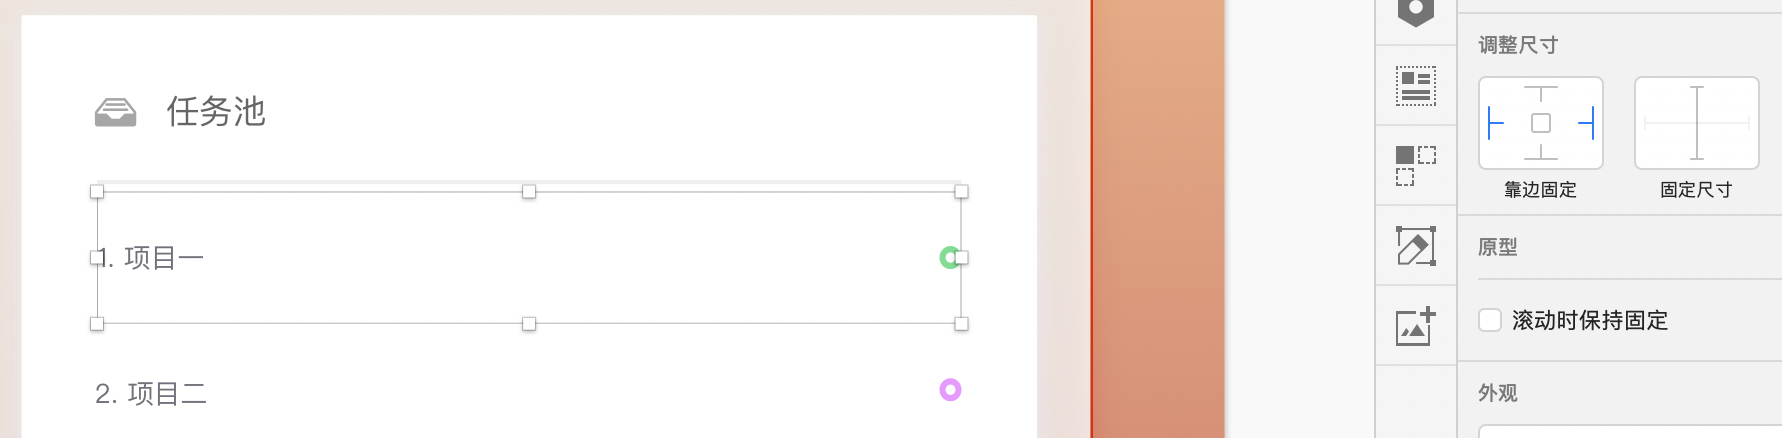 任务池
1. 项目一
2. 项目二
调整尺寸
靠边固定
固定尺寸
原型
滚动时保持固定
外观